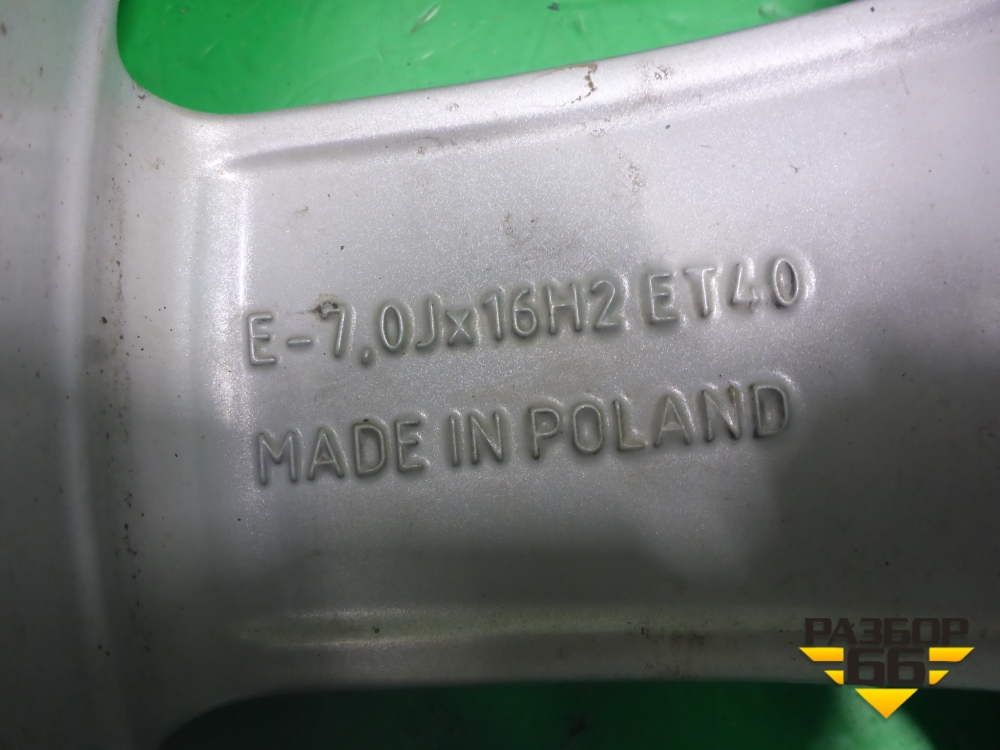 E-7.0Jx16H2 ET40
MADE IN POLAND
РАЗБОР
66